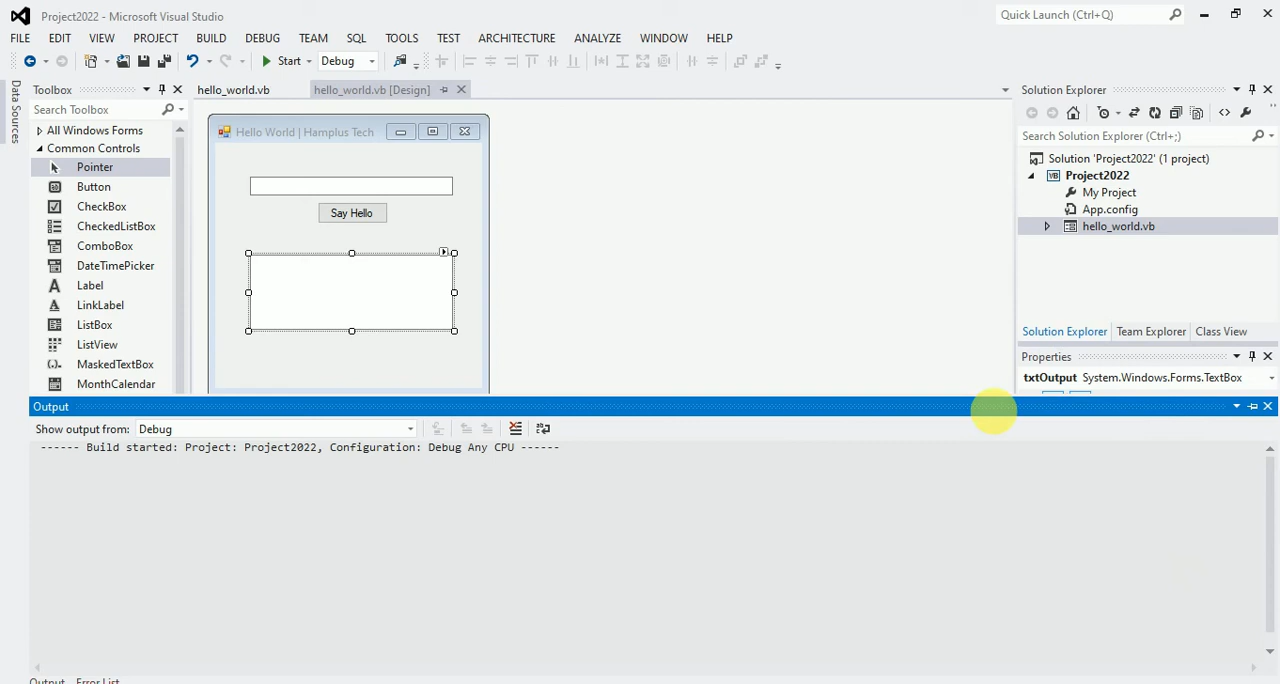 Project2022 - Microsoft Visual Studio
Quick Launch (Ctrl+Q)
FILE EDIT VIEW PROJECT BUILD DEBUG TEAM SQL TOOLS TEST ARCHITECTURE ANALYZE WINDOW HELP
Start Debug
Data Sources
Toolbox
Search Toolbox
All Windows Forms
Common Controls
Pointer
Button
CheckBox
CheckedListBox
ComboBox
DateTimePicker
Label
LinkLabel
ListBox
ListView
MaskedTextBox
MonthCalendar
hello_world.vb
hello_world.vb [Design]
Hello World | Hamplus Tech
Say Hello
Solution Explorer
Search Solution Explorer (Ctrl+;)
Solution 'Project2022' (1 project)
Project2022
My Project
App.config
hello_world.vb
Solution Explorer Team Explorer Class View
Properties
txtOutput System.Windows.Forms.TextBox
Output
Show output from: Debug
------ Build started: Project: Project2022, Configuration: Debug Any CPU ------
Output Error List